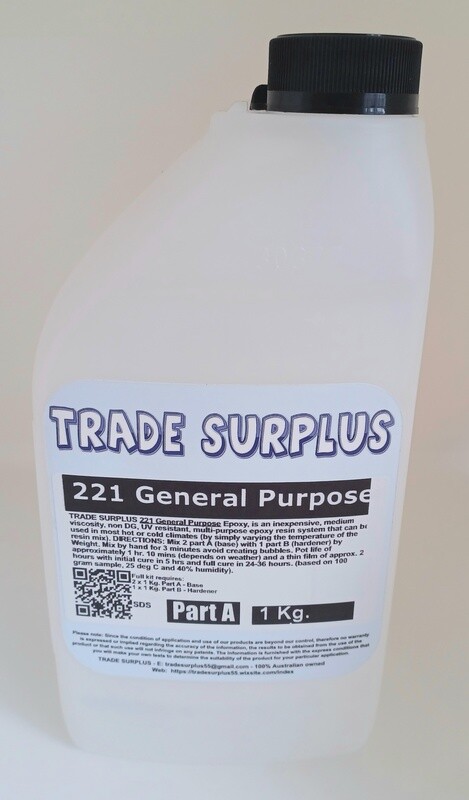 TRADE SURPLUS
221 General Purpose
TRADE SURPLUS 221 General Purpose Epoxy, is an inexpensive, medium
viscosity, non DG, UV resistant, multi-purpose epoxy resin system that can be
used in most hot or cold climates (by simply varying the temperature of the
resin mix). DIRECTIONS: Mix 2 part A (base) with 1 part B (hardener) by
Weight. Mix by hand for 3 minutes avoid creating bubbles. Pot life of
approximately 1 hr. 10 mins (depends on weather) and a thin film of approx. 2
hours with initial cure in 5 hrs and full cure in 24-36 hours. (based on 100
gram sample, 25 deg C and 40% humidity).
Full kit requires:
2 x 1 Kg. Part A - Base
1 x 1 Kg. Part B - Hardener
SDS
Part A 1 Kg.
Please note: Since the condition of application and use of our products are beyond our control, therefore no warranty
is expressed or implied regarding the accuracy of the information, the results to be obtained from the use of the
product or that such use will not infringe on any patents. The information is furnished with the express conditions that
you will make your own tests to determine the suitability of the product for your particular application.
TRADE SURPLUS - E: tradesurplus55@gmail.com - 100% Australian owned
Web: https://tradesurplus55.wixsite.com/index